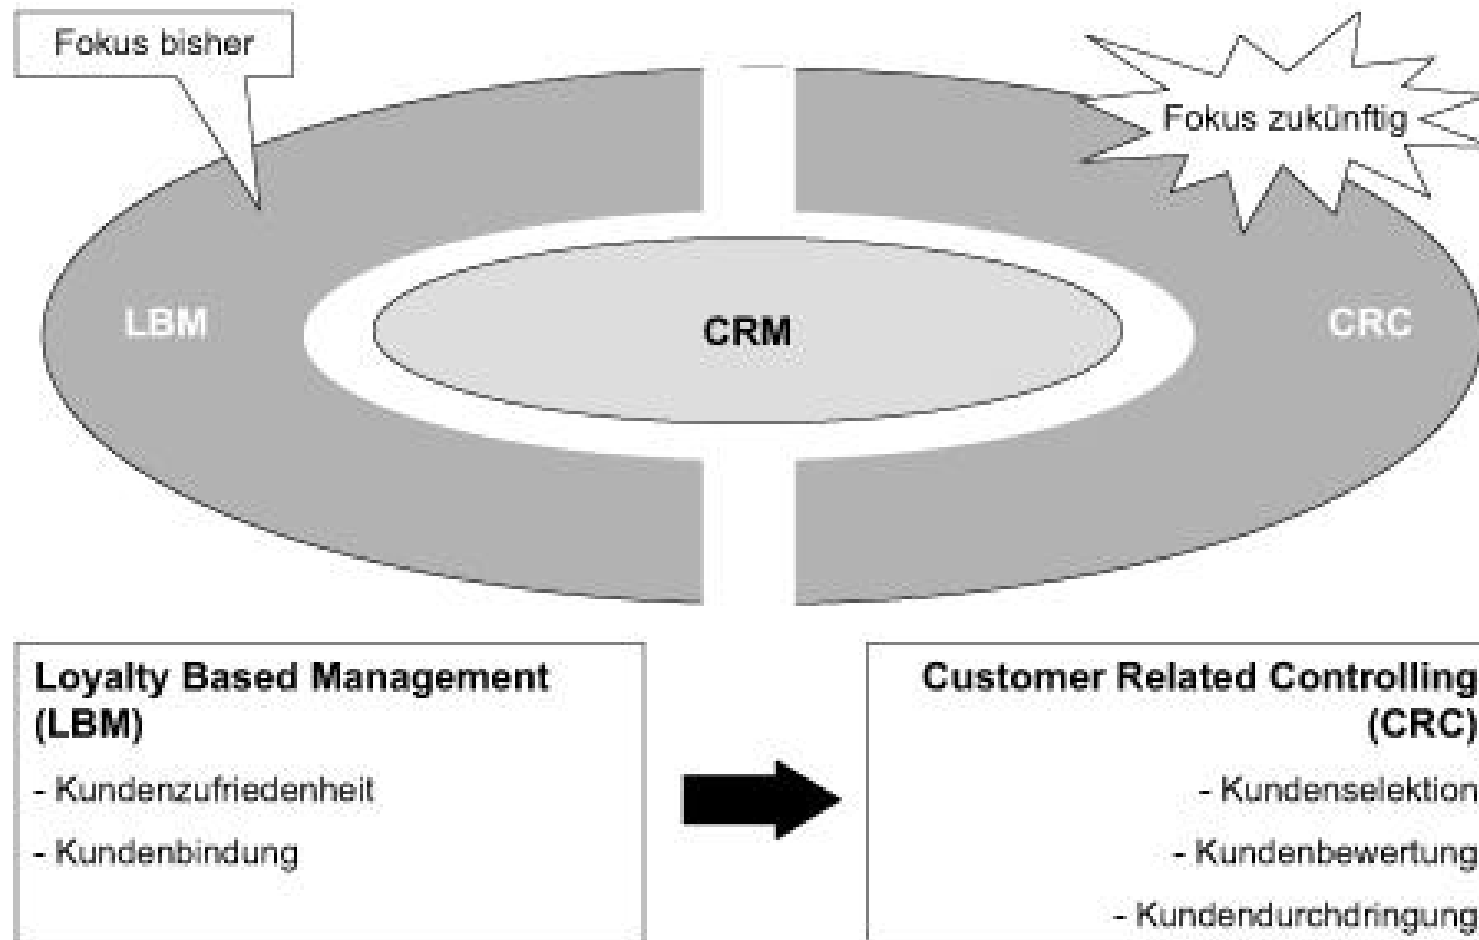 Fokus bisher
Fokus zukünftig
LBM
CRM
CRC
Loyalty Based Management
(LBM)
- Kundenzufriedenheit
- Kundenbindung
Customer Related Controlling
(CRC)
- Kundenselektion
- Kundenbewertung
- Kundendurchdringung